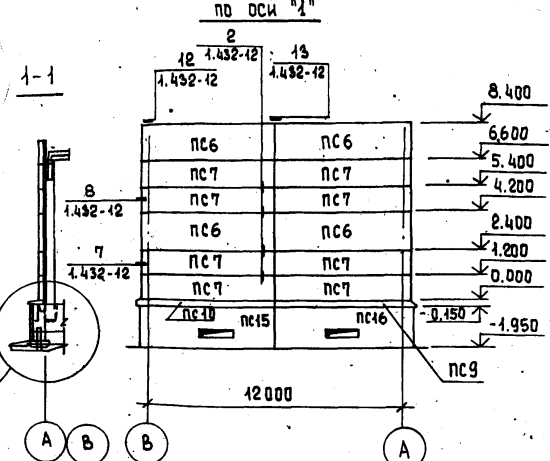 по оси "1"
1-1
12
1.432-12
2
1.432-12
13
1.432-12
8.400
ПС6 ПС6
6.600
ПС7 ПС7
5.400
8
1.432-12
ПС7 ПС7
4.200
ПС6 ПС6
2.400
7
1.432-12
ПС7 ПС7
1.200
ПС7 ПС7
0.000
ПС10 ПС15 ПС16
-0.150
-1.950
ПС9
12000
А В В А